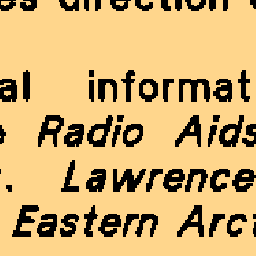 es direction
al informat
Radio Aids
. Lawrence
Eastern Arc